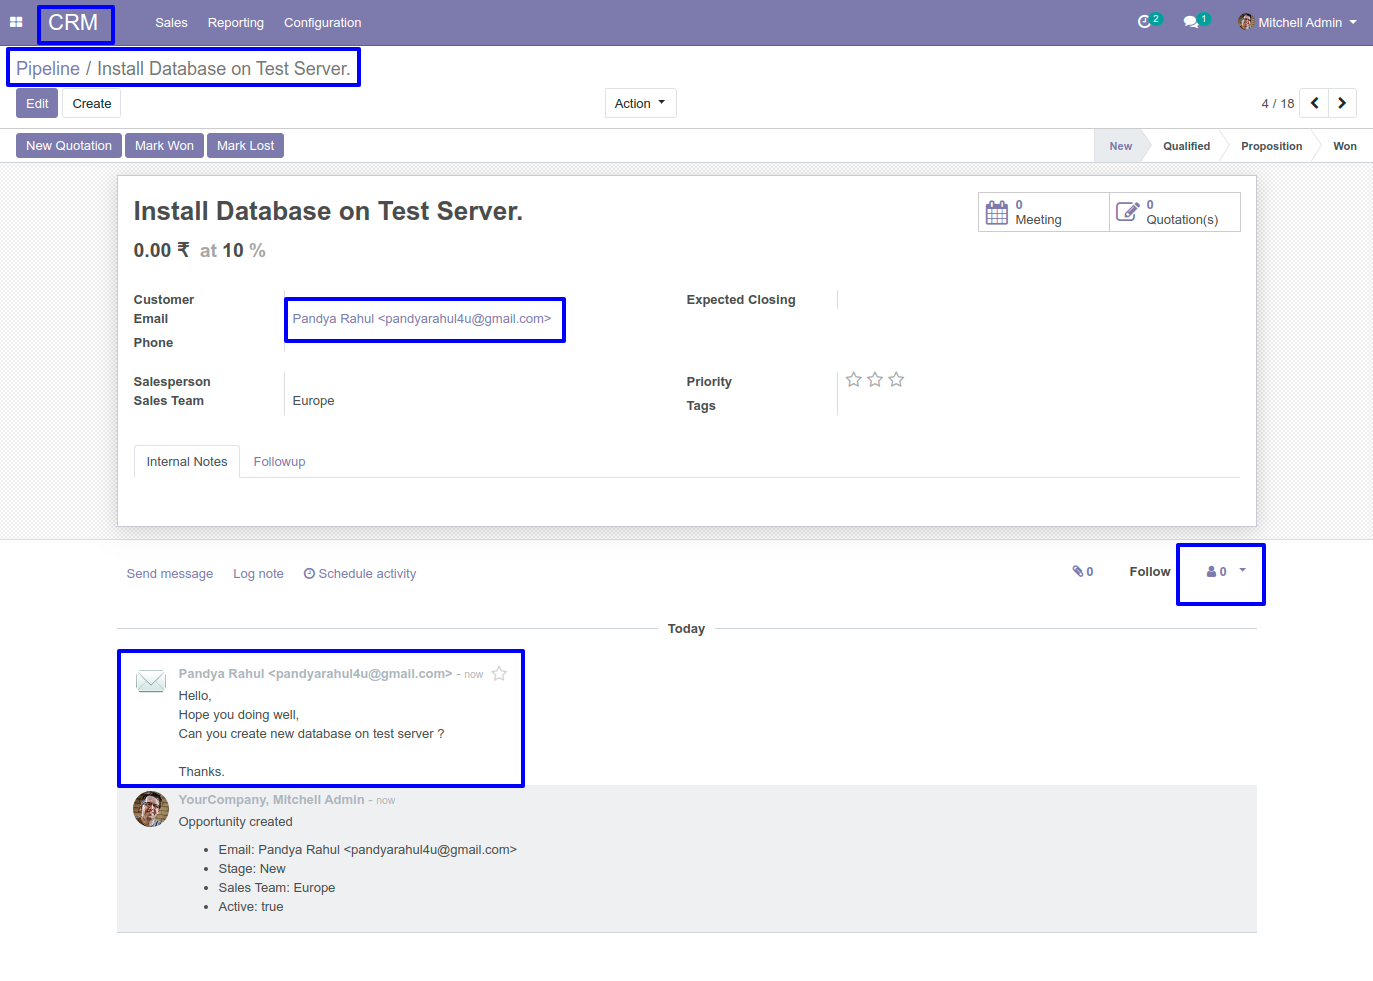 CRM Sales Reporting Configuration 2 1 Mitchell Admin
Pipeline / Install Database on Test Server.
Edit Create Action 4 / 18
New Quotation Mark Won Mark Lost New Qualified Proposition Won
Install Database on Test Server.
0 Meeting
0 Quotation(s)
0.00 ₹ at 10 %
Customer
Expected Closing
Email Pandya Rahul <pandyarahul4u@gmail.com>
Phone
Salesperson
Priority
Sales Team Europe
Tags
Internal Notes Followup
Send message Log note Schedule activity 0 Follow 0
Today
Pandya Rahul <pandyarahul4u@gmail.com> - now
Hello,
Hope you doing well,
Can you create new database on test server ?
Thanks.
YourCompany, Mitchell Admin - now
Opportunity created
• Email: Pandya Rahul <pandyarahul4u@gmail.com>
• Stage: New
• Sales Team: Europe
• Active: true